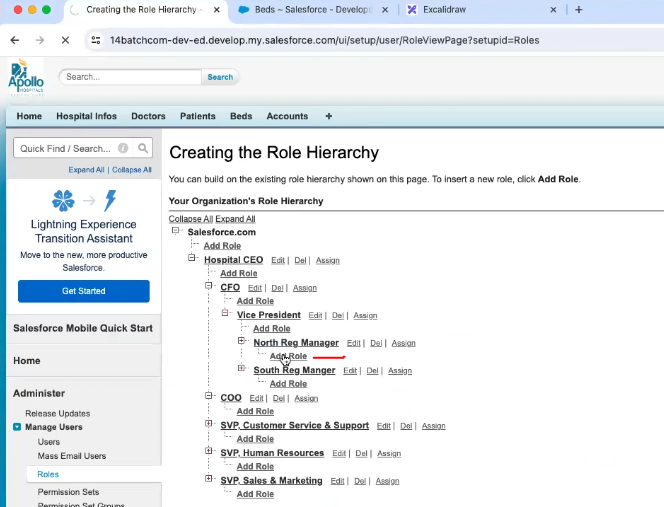 Creating the Role Hierarchy ~
Beds ~ Salesforce - Develop
Excalidraw
14batchcom-dev-ed.develop.my.salesforce.com/ui/setup/user/RoleViewPage?setupid=Roles
Apollo
HOSPITALS
Search...
Search
Home Hospital Infos Doctors Patients Beds Accounts +
Quick Find / Search...
Expand All | Collapse All
Lightning Experience
Transition Assistant
Move to the new, more productive
Salesforce.
Get Started
Salesforce Mobile Quick Start
Home
Administer
Release Updates
Manage Users
Users
Mass Email Users
Roles
Permission Sets
Permission Set Groups
Creating the Role Hierarchy
You can build on the existing role hierarchy shown on this page. To insert a new role, click Add Role.
Your Organization's Role Hierarchy
Collapse All Expand All
Salesforce.com
Add Role
Hospital CEO Edit | Del | Assign
Add Role
CFO Edit | Del | Assign
Add Role
Vice President Edit | Del | Assign
Add Role
North Reg Manager Edit | Del | Assign
Add Role
South Reg Manger Edit | Del | Assign
Add Role
COO Edit | Del | Assign
Add Role
SVP, Customer Service & Support Edit | Del | Assign
Add Role
SVP, Human Resources Edit | Del | Assign
Add Role
SVP, Sales & Marketing Edit | Del | Assign
Add Role